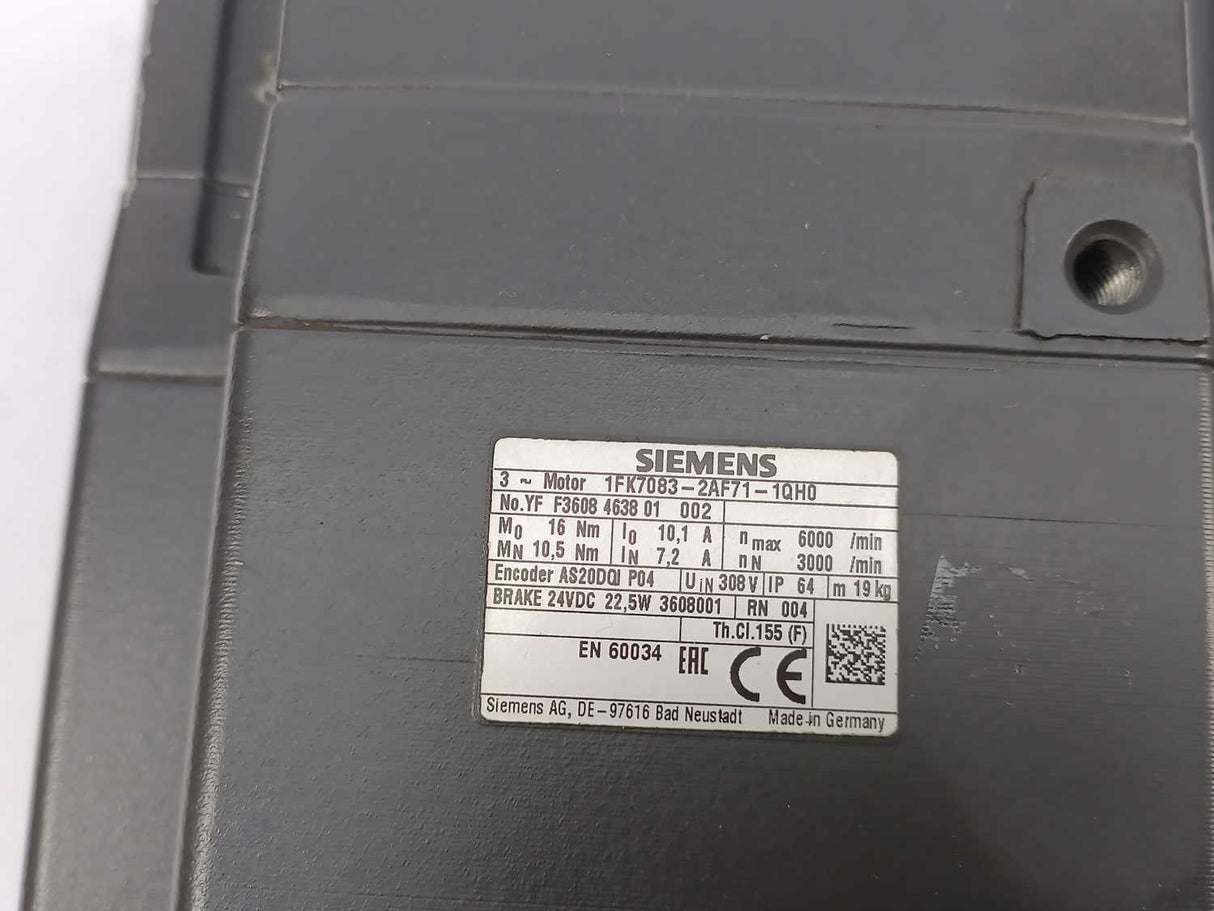 SIEMENS
3 ~ Motor 1FK7083-2AF71-1QH0
No.YF F3608 4638 01 002
M0 16 Nm I0 10,1 A nmax 6000 /min
MN 10,5 Nm IN 7,2 A nN 3000 /min
Encoder AS20DQI P04 UIN 308 V IP 64 m 19 kg
BRAKE 24VDC 22,5W 3608001 RN 004
Th.Cl.155 (F)
EN 60034 EAC CE
Siemens AG, DE-97616 Bad Neustadt Made in Germany